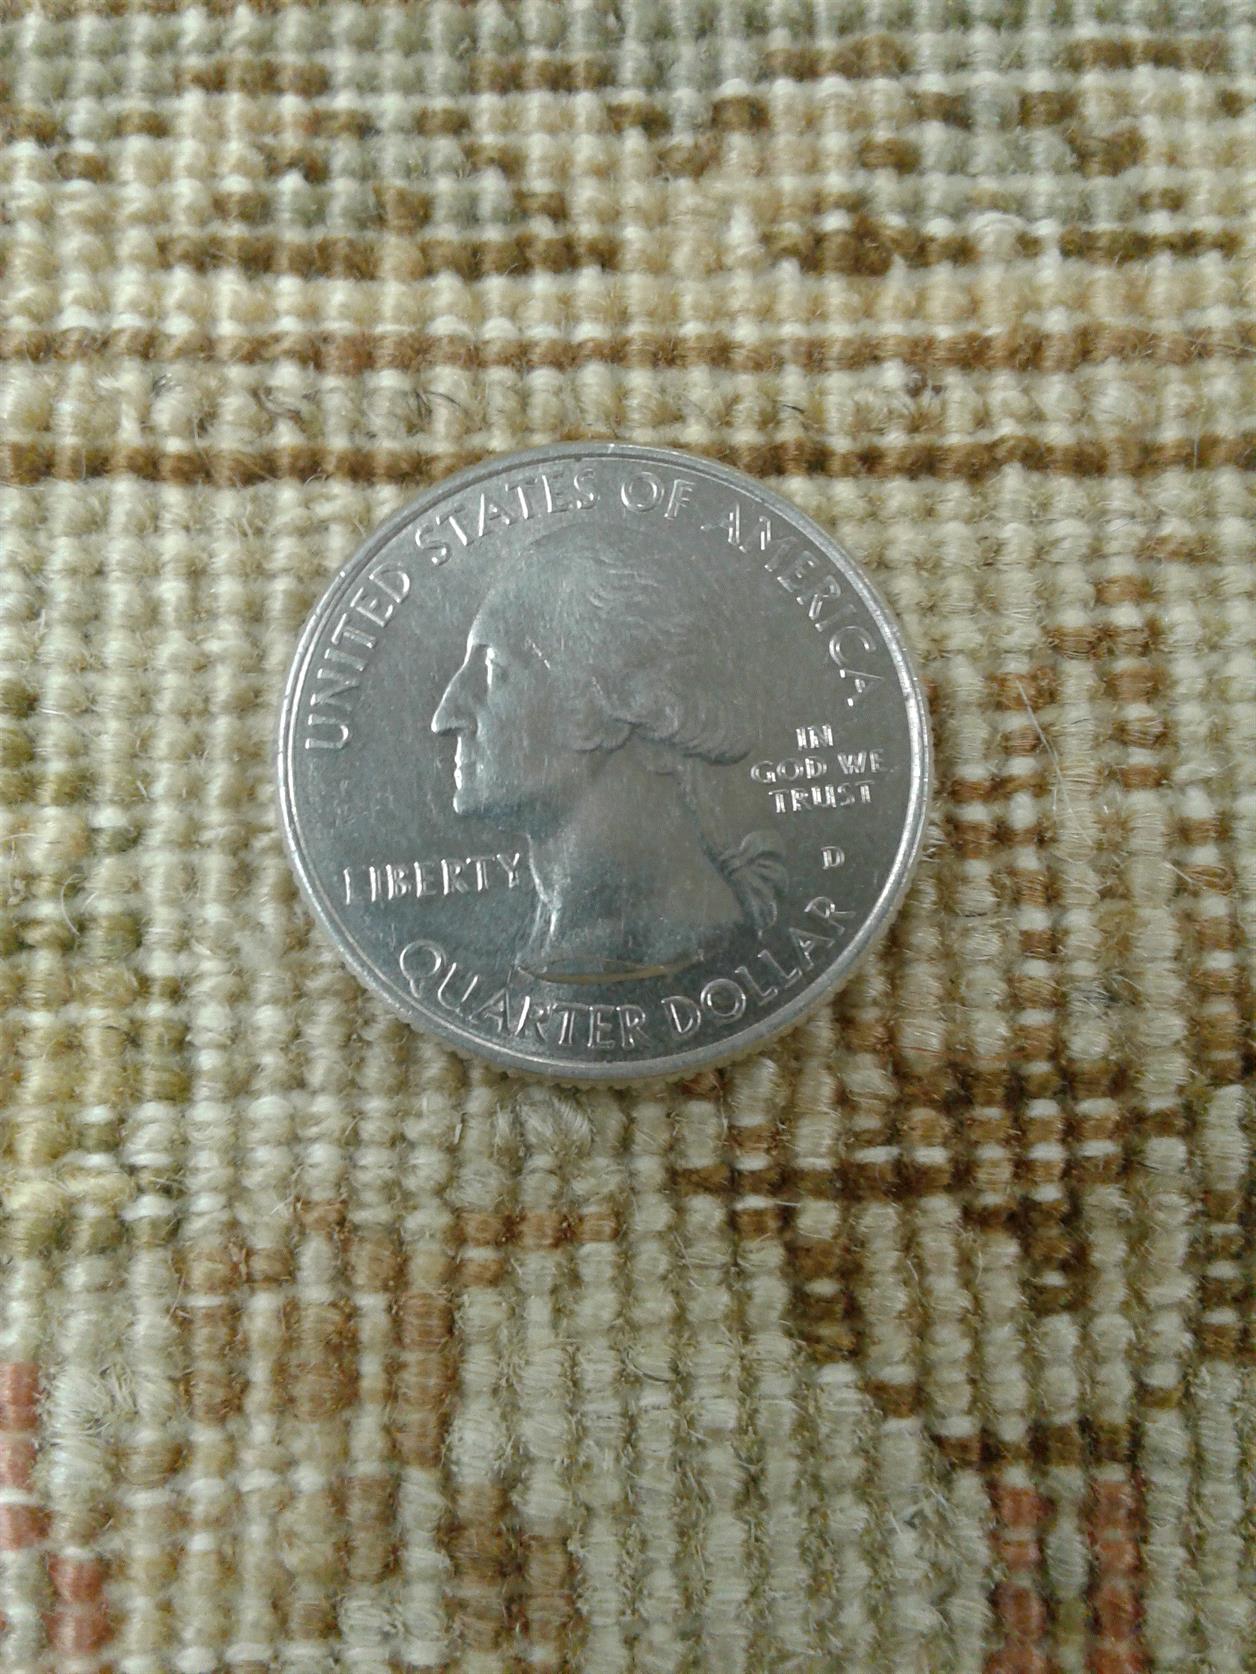 UNITED STATES OF AMERICA
IN
GOD WE
TRUST
LIBERTY
D
QUARTER DOLLAR